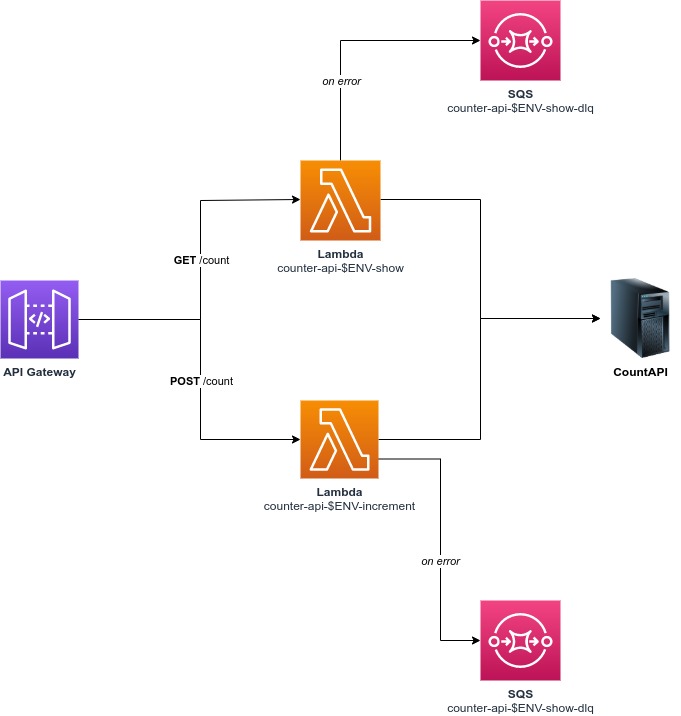 SQS
counter-api-$ENV-show-dlq
on error
Lambda
counter-api-$ENV-show
GET /count
API Gateway
CountAPI
POST /count
Lambda
counter-api-$ENV-increment
on error
SQS
counter-api-$ENV-show-dlq